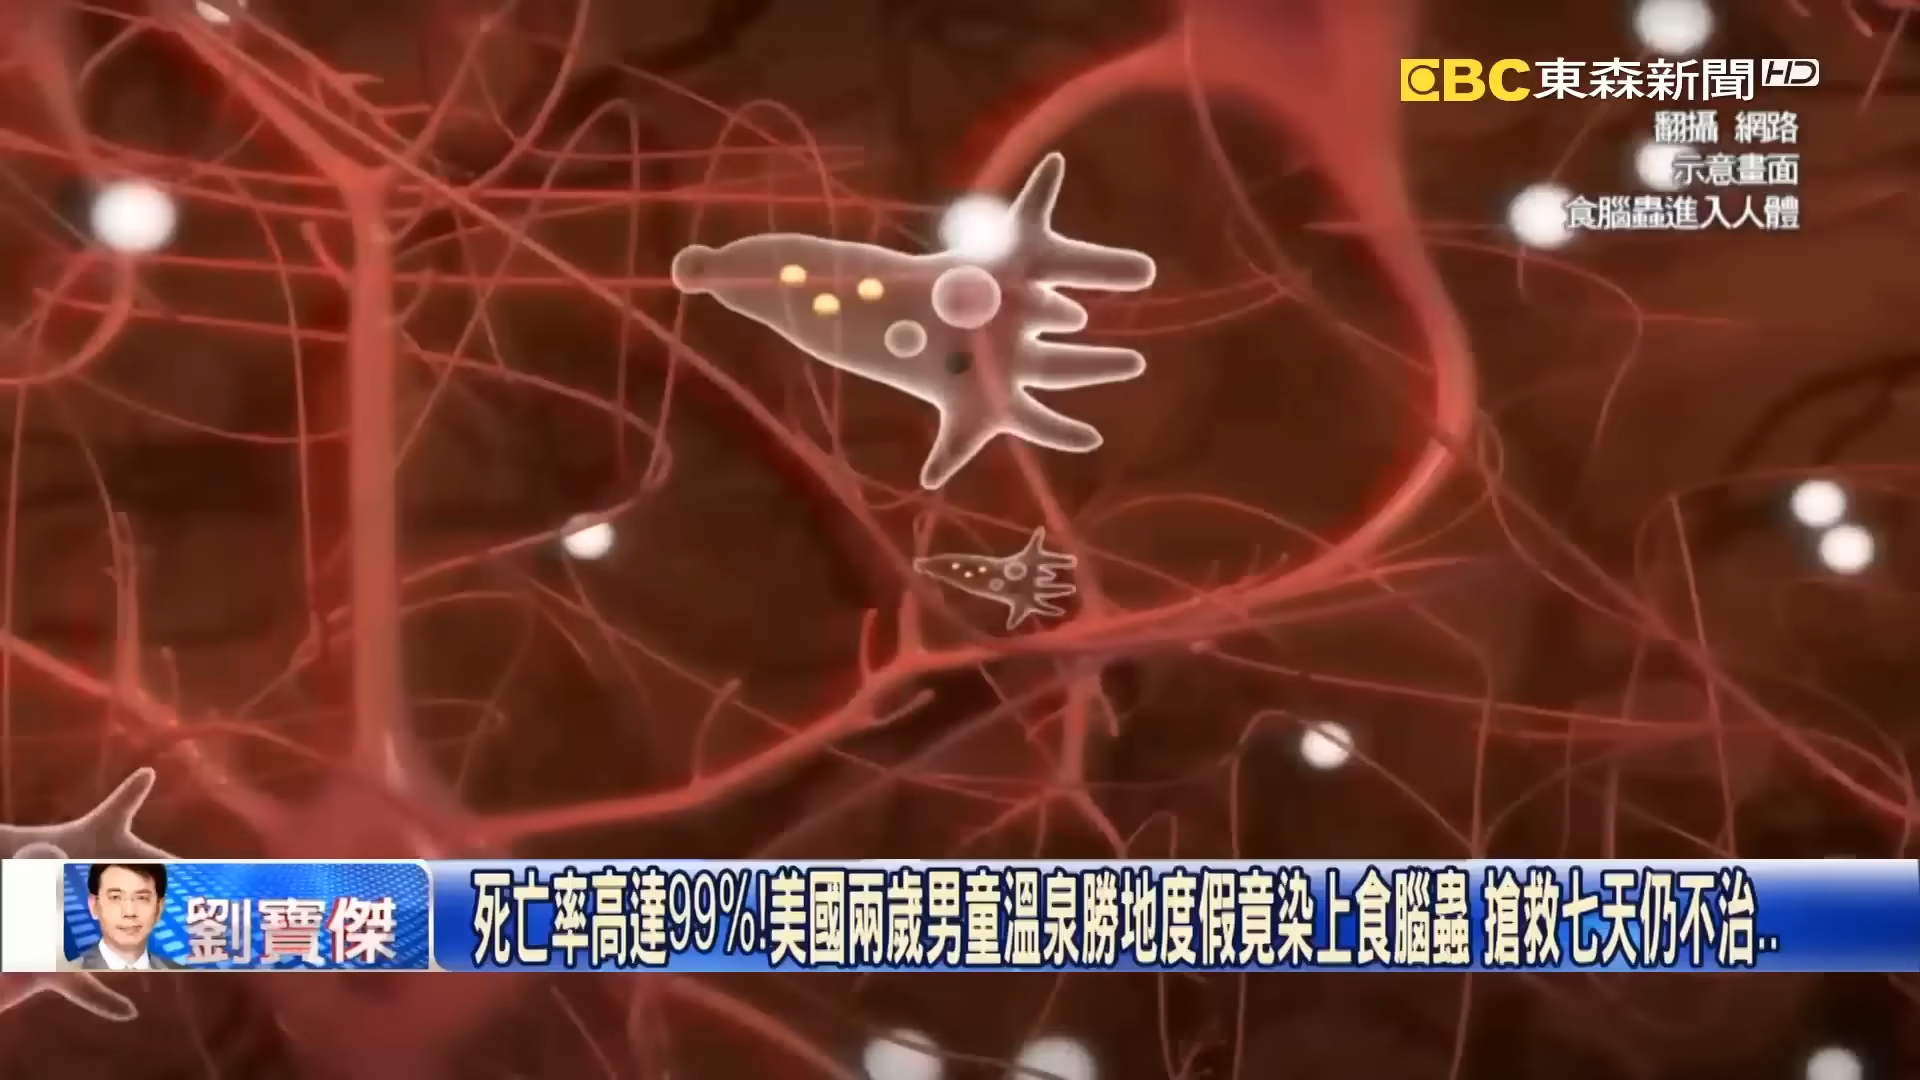 EBC東森新聞HD
翻攝 網路
示意畫面
食腦蟲進入人體
劉寶傑
死亡率高達99%!美國兩歲男童溫泉勝地度假竟染上食腦蟲 搶救七天仍不治..